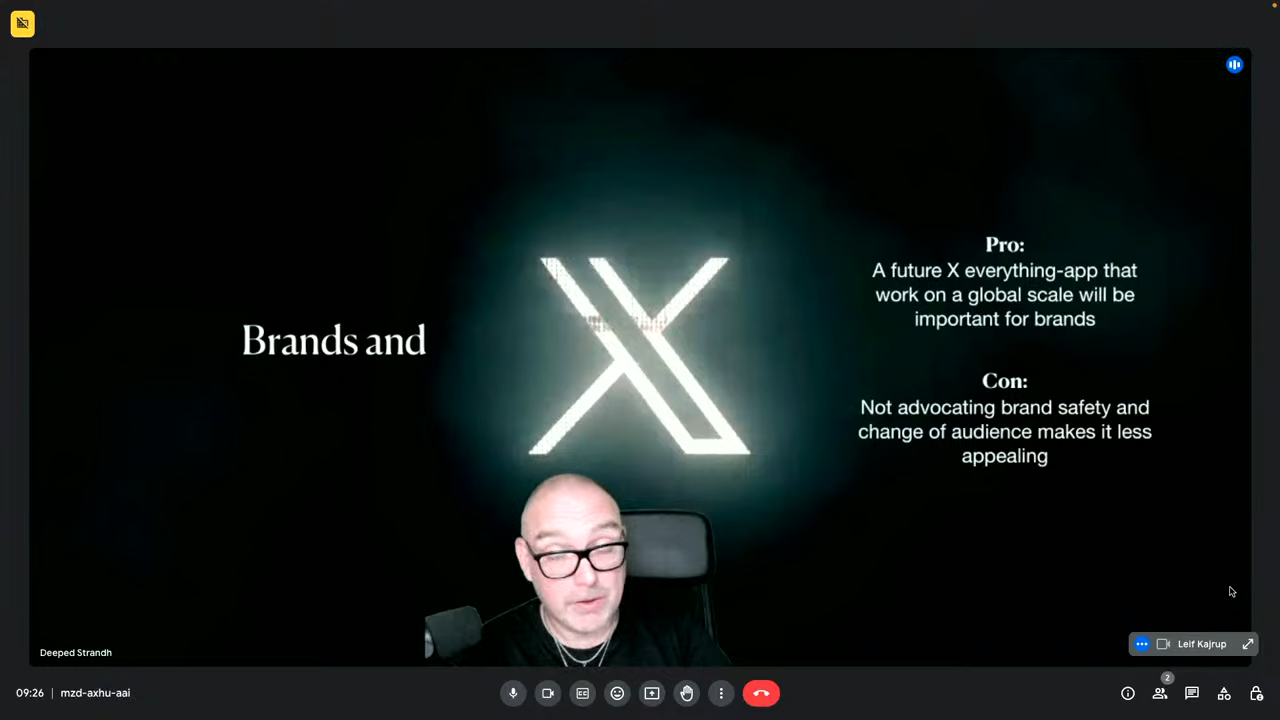 Brands and
X
Pro:
A future X everything-app that
work on a global scale will be
important for brands
Con:
Not advocating brand safety and
change of audience makes it less
appealing
Deeped Strandh
Leif Kajrup
2
09:26 | mzd-axhu-aai